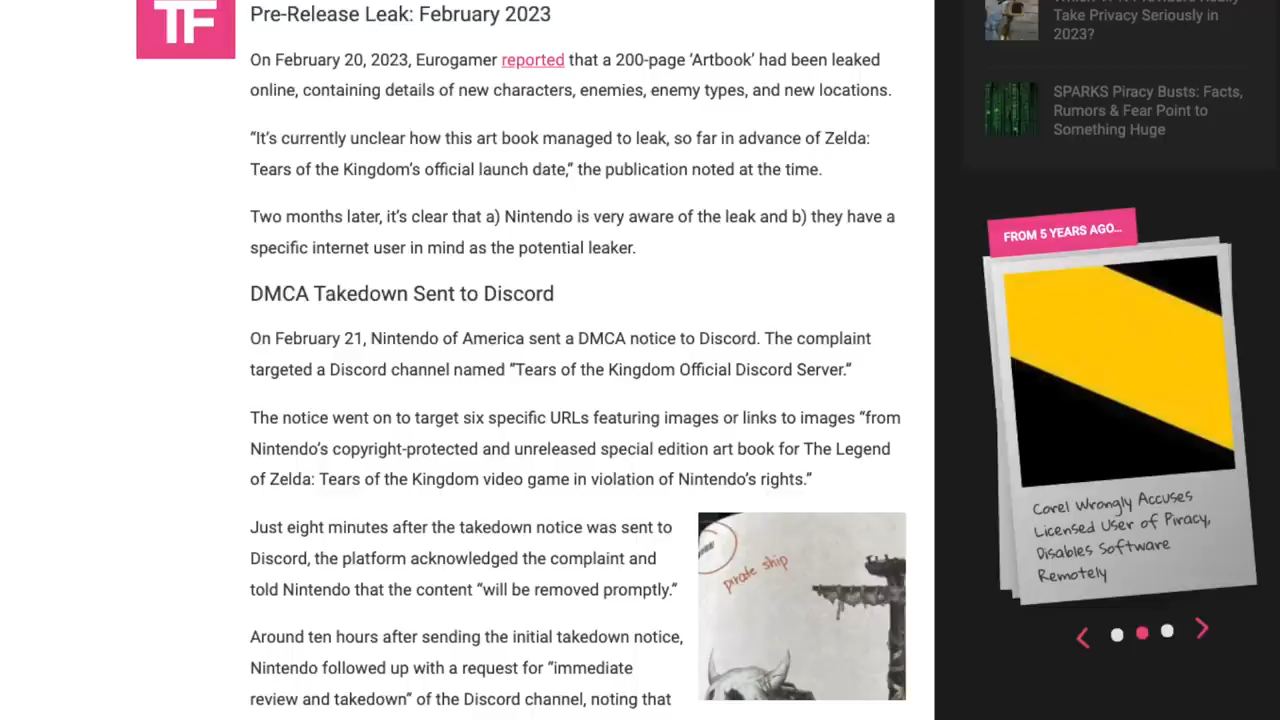 TF
Pre-Release Leak: February 2023
On February 20, 2023, Eurogamer reported that a 200-page ‘Artbook’ had been leaked
online, containing details of new characters, enemies, enemy types, and new locations.
“It’s currently unclear how this art book managed to leak, so far in advance of Zelda:
Tears of the Kingdom’s official launch date,” the publication noted at the time.
Two months later, it’s clear that a) Nintendo is very aware of the leak and b) they have a
specific internet user in mind as the potential leaker.
DMCA Takedown Sent to Discord
On February 21, Nintendo of America sent a DMCA notice to Discord. The complaint
targeted a Discord channel named “Tears of the Kingdom Official Discord Server.”
The notice went on to target six specific URLs featuring images or links to images “from
Nintendo’s copyright-protected and unreleased special edition art book for The Legend
of Zelda: Tears of the Kingdom video game in violation of Nintendo’s rights.”
Just eight minutes after the takedown notice was sent to
Discord, the platform acknowledged the complaint and
told Nintendo that the content “will be removed promptly.”
Around ten hours after sending the initial takedown notice,
Nintendo followed up with a request for “immediate
review and takedown” of the Discord channel, noting that
pirate ship
Take Privacy Seriously in
2023?
SPARKS Piracy Busts: Facts,
Rumors & Fear Point to
Something Huge
FROM 5 YEARS AGO…
Corel Wrongly Accuses
Licensed User of Piracy,
Disables Software
Remotely